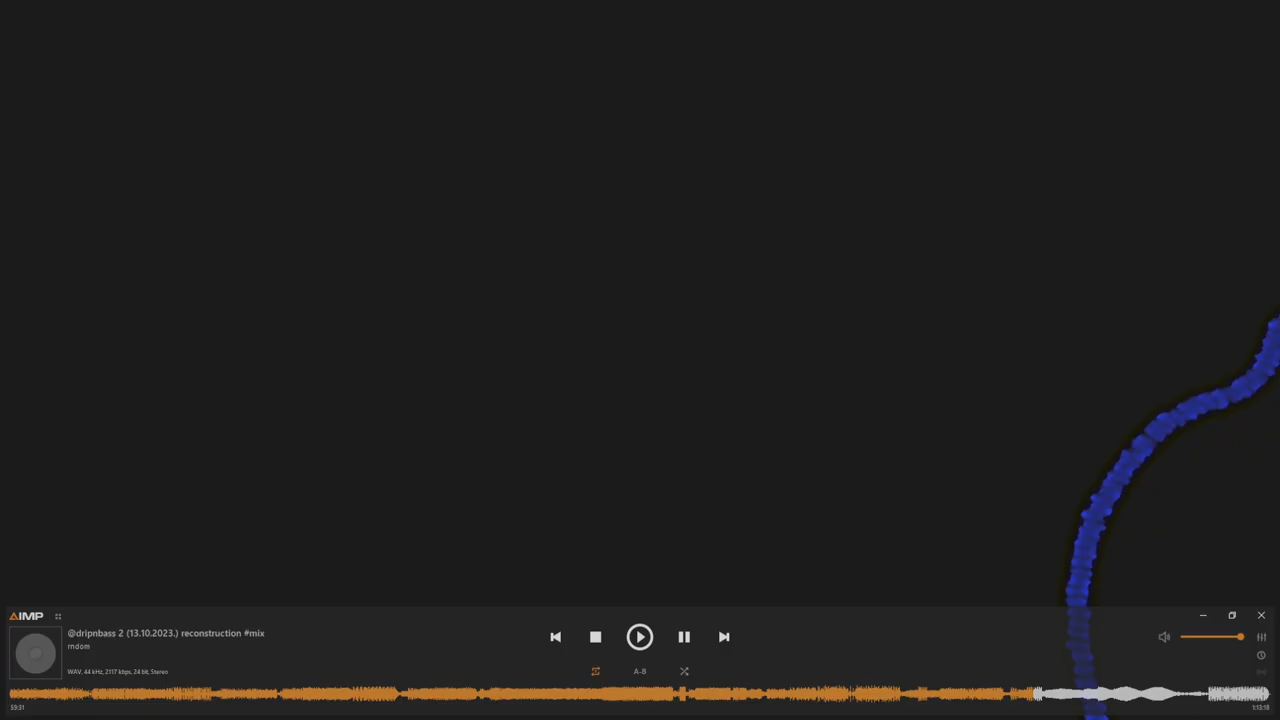 AIMP
@dripnbass 2 (13.10.2023.) reconstruction #mix
rndom
WAV, 44 kHz, 2117 kbps, 24 bit, Stereo
A-B
59:31
1:13:18